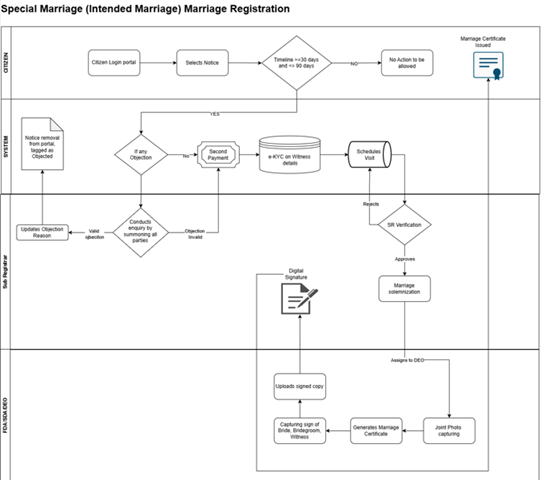 Special Marriage (Intended Marriage) Marriage Registration
CITIZEN
Citizen Login portal
Selects Notice
Timeline >=30 days
and <= 90 days
NO
No Action to be
allowed
Marriage Certificate
Issued
YES
SYSTEM
Notice removal
from portal,
tagged as
Objected
If any
Objection
No
Second
Payment
e-KYC on Witness
details
Schedules
Visit
Sub Registrar
Updates Objection
Reason
Valid
objection
Conducts
enquiry by
summoning all
parties
Objection
Invalid
Rejects
SR Verification
Approves
Digital
Signature
Marriage
solemnization
Assigns to DEO
FDA/SDA/DEO
Uploads signed copy
Capturing sign of
Bride, Bridegroom,
Witness
Generates Marriage
Certificate
Joint Photo
capturing